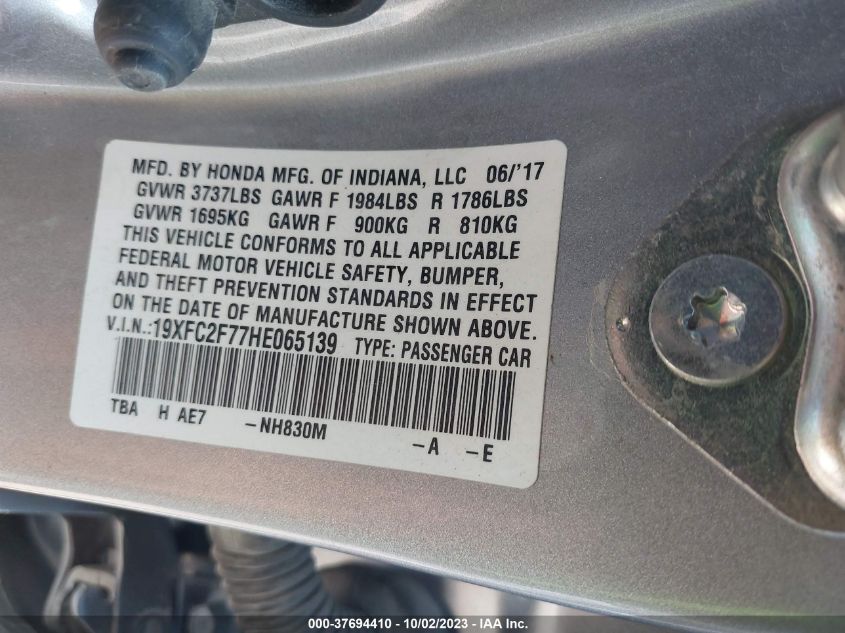 MFD. BY HONDA MFG. OF INDIANA, LLC 06/'17
GVWR 3737LBS GAWR F 1984LBS R 1786LBS
GVWR 1695KG GAWR F 900KG R 810KG
THIS VEHICLE CONFORMS TO ALL APPLICABLE
FEDERAL MOTOR VEHICLE SAFETY, BUMPER,
AND THEFT PREVENTION STANDARDS IN EFFECT
ON THE DATE OF MANUFACTURE SHOWN ABOVE.
V.I.N.:19XFC2F77HE065139 TYPE: PASSENGER CAR
TBA H AE7 -NH830M -A -E
000-37694410 - 10/02/2023 - IAA Inc.